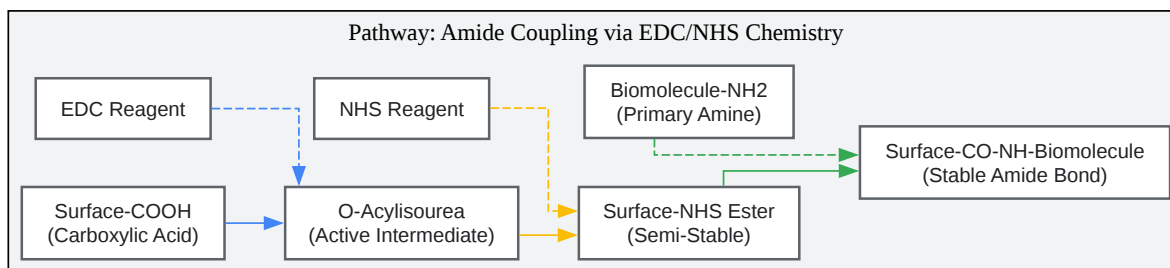 Pathway: Amide Coupling via EDC/NHS Chemistry
EDC Reagent
NHS Reagent
Biomolecule-NH2
(Primary Amine)
Surface-CO-NH-Biomolecule
(Stable Amide Bond)
Surface-COOH
(Carboxylic Acid)
O-Acylisourea
(Active Intermediate)
Surface-NHS Ester
(Semi-Stable)